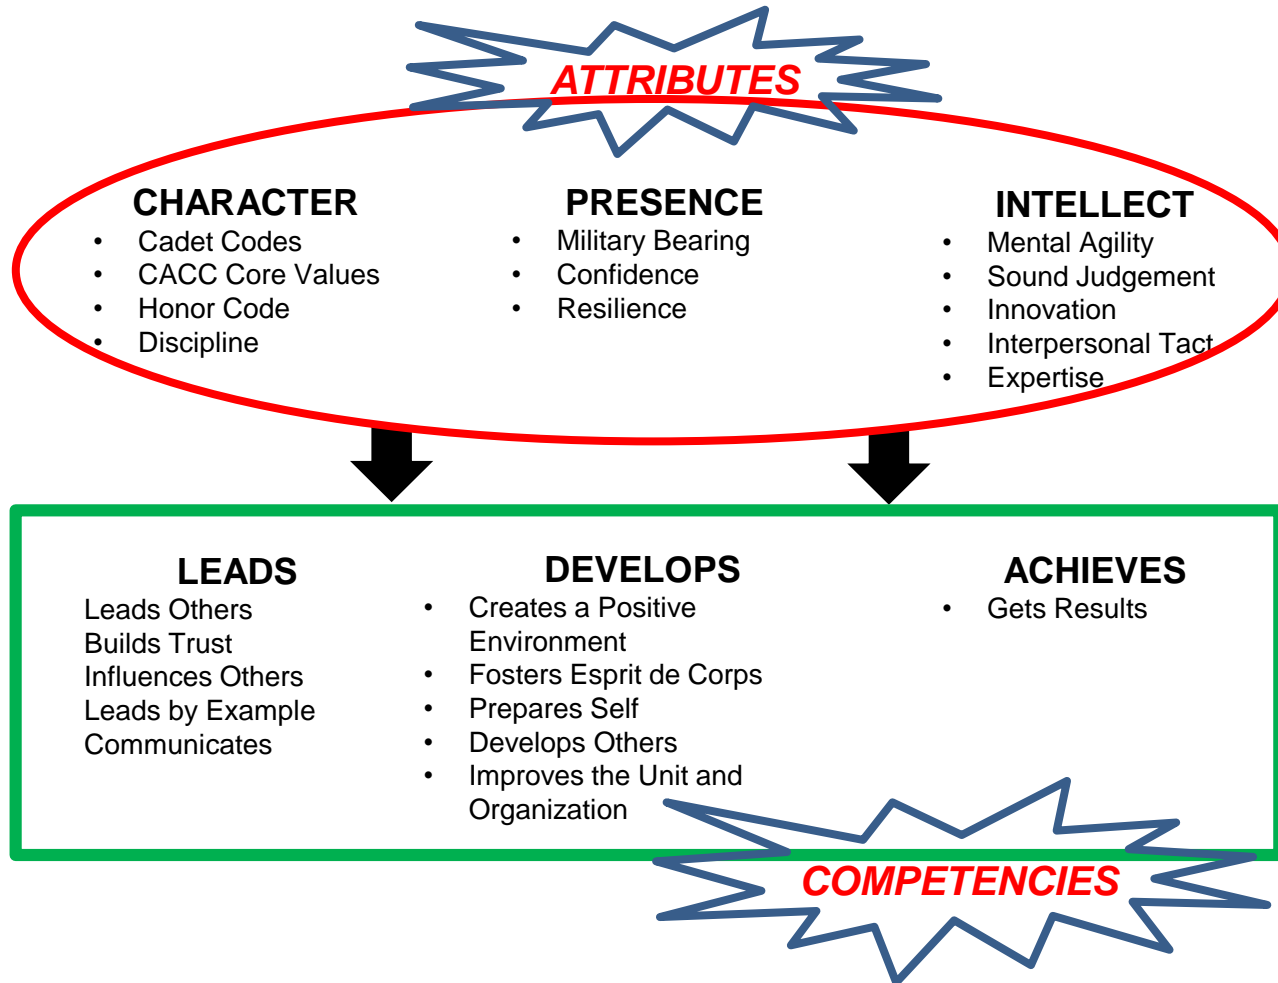 ATTRIBUTES
CHARACTER
• Cadet Codes
• CACC Core Values
• Honor Code
• Discipline
PRESENCE
• Military Bearing
• Confidence
• Resilience
INTELLECT
• Mental Agility
• Sound Judgement
• Innovation
• Interpersonal Tact
• Expertise
LEADS
Leads Others
Builds Trust
Influences Others
Leads by Example
Communicates
DEVELOPS
• Creates a Positive
Environment
• Fosters Esprit de Corps
• Prepares Self
• Develops Others
• Improves the Unit and
Organization
ACHIEVES
• Gets Results
COMPETENCIES